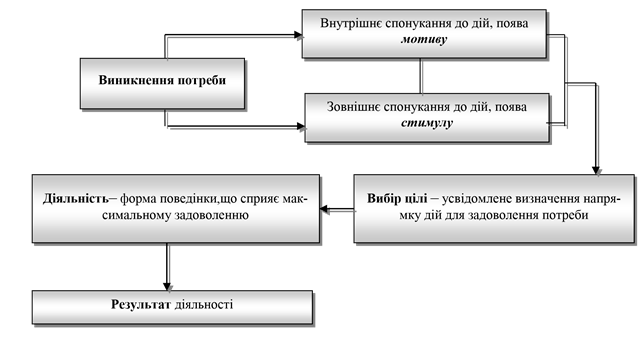 Внутрішнє спонукання до дій, поява
мотиву
Виникнення потреби
Зовнішнє спонукання до дій, поява
стимулу
Діяльність– форма поведінки,що сприяє мак-
симальному задоволенню
Вибір цілі – усвідомлене визначення напря-
мку дій для задоволення потреби
Результат діяльності